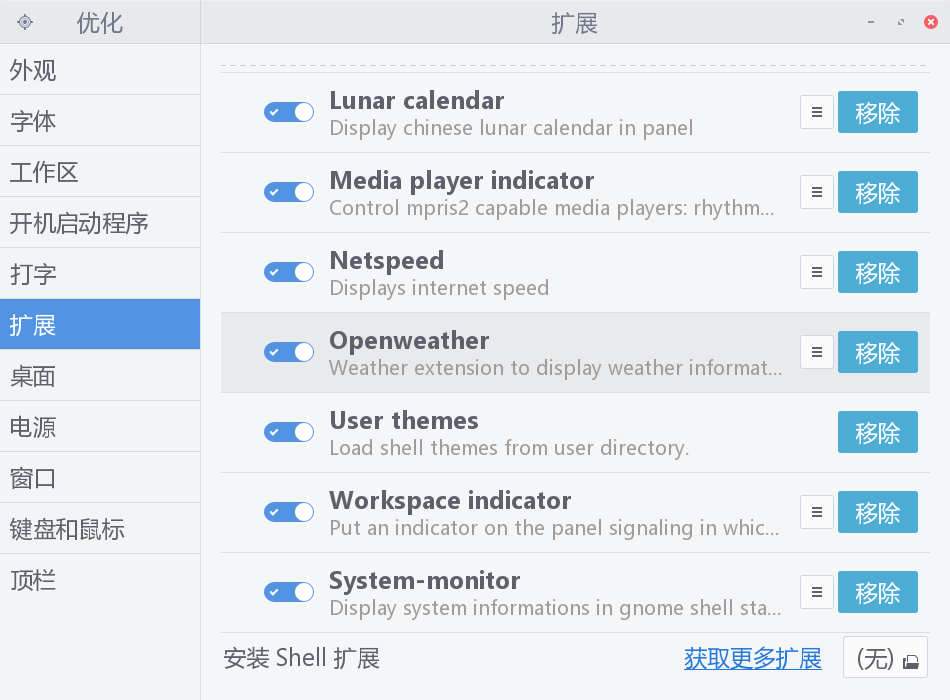 优化
扩展
外观
字体
工作区
开机启动程序
打字
扩展
桌面
电源
窗口
键盘和鼠标
顶栏
Lunar calendar
Display chinese lunar calendar in panel
移除
Media player indicator
Control mpris2 capable media players: rhythm...
移除
Netspeed
Displays internet speed
移除
Openweather
Weather extension to display weather informat...
移除
User themes
Load shell themes from user directory.
移除
Workspace indicator
Put an indicator on the panel signaling in whic...
移除
System-monitor
Display system informations in gnome shell sta...
移除
安装 Shell 扩展
获取更多扩展
(无)